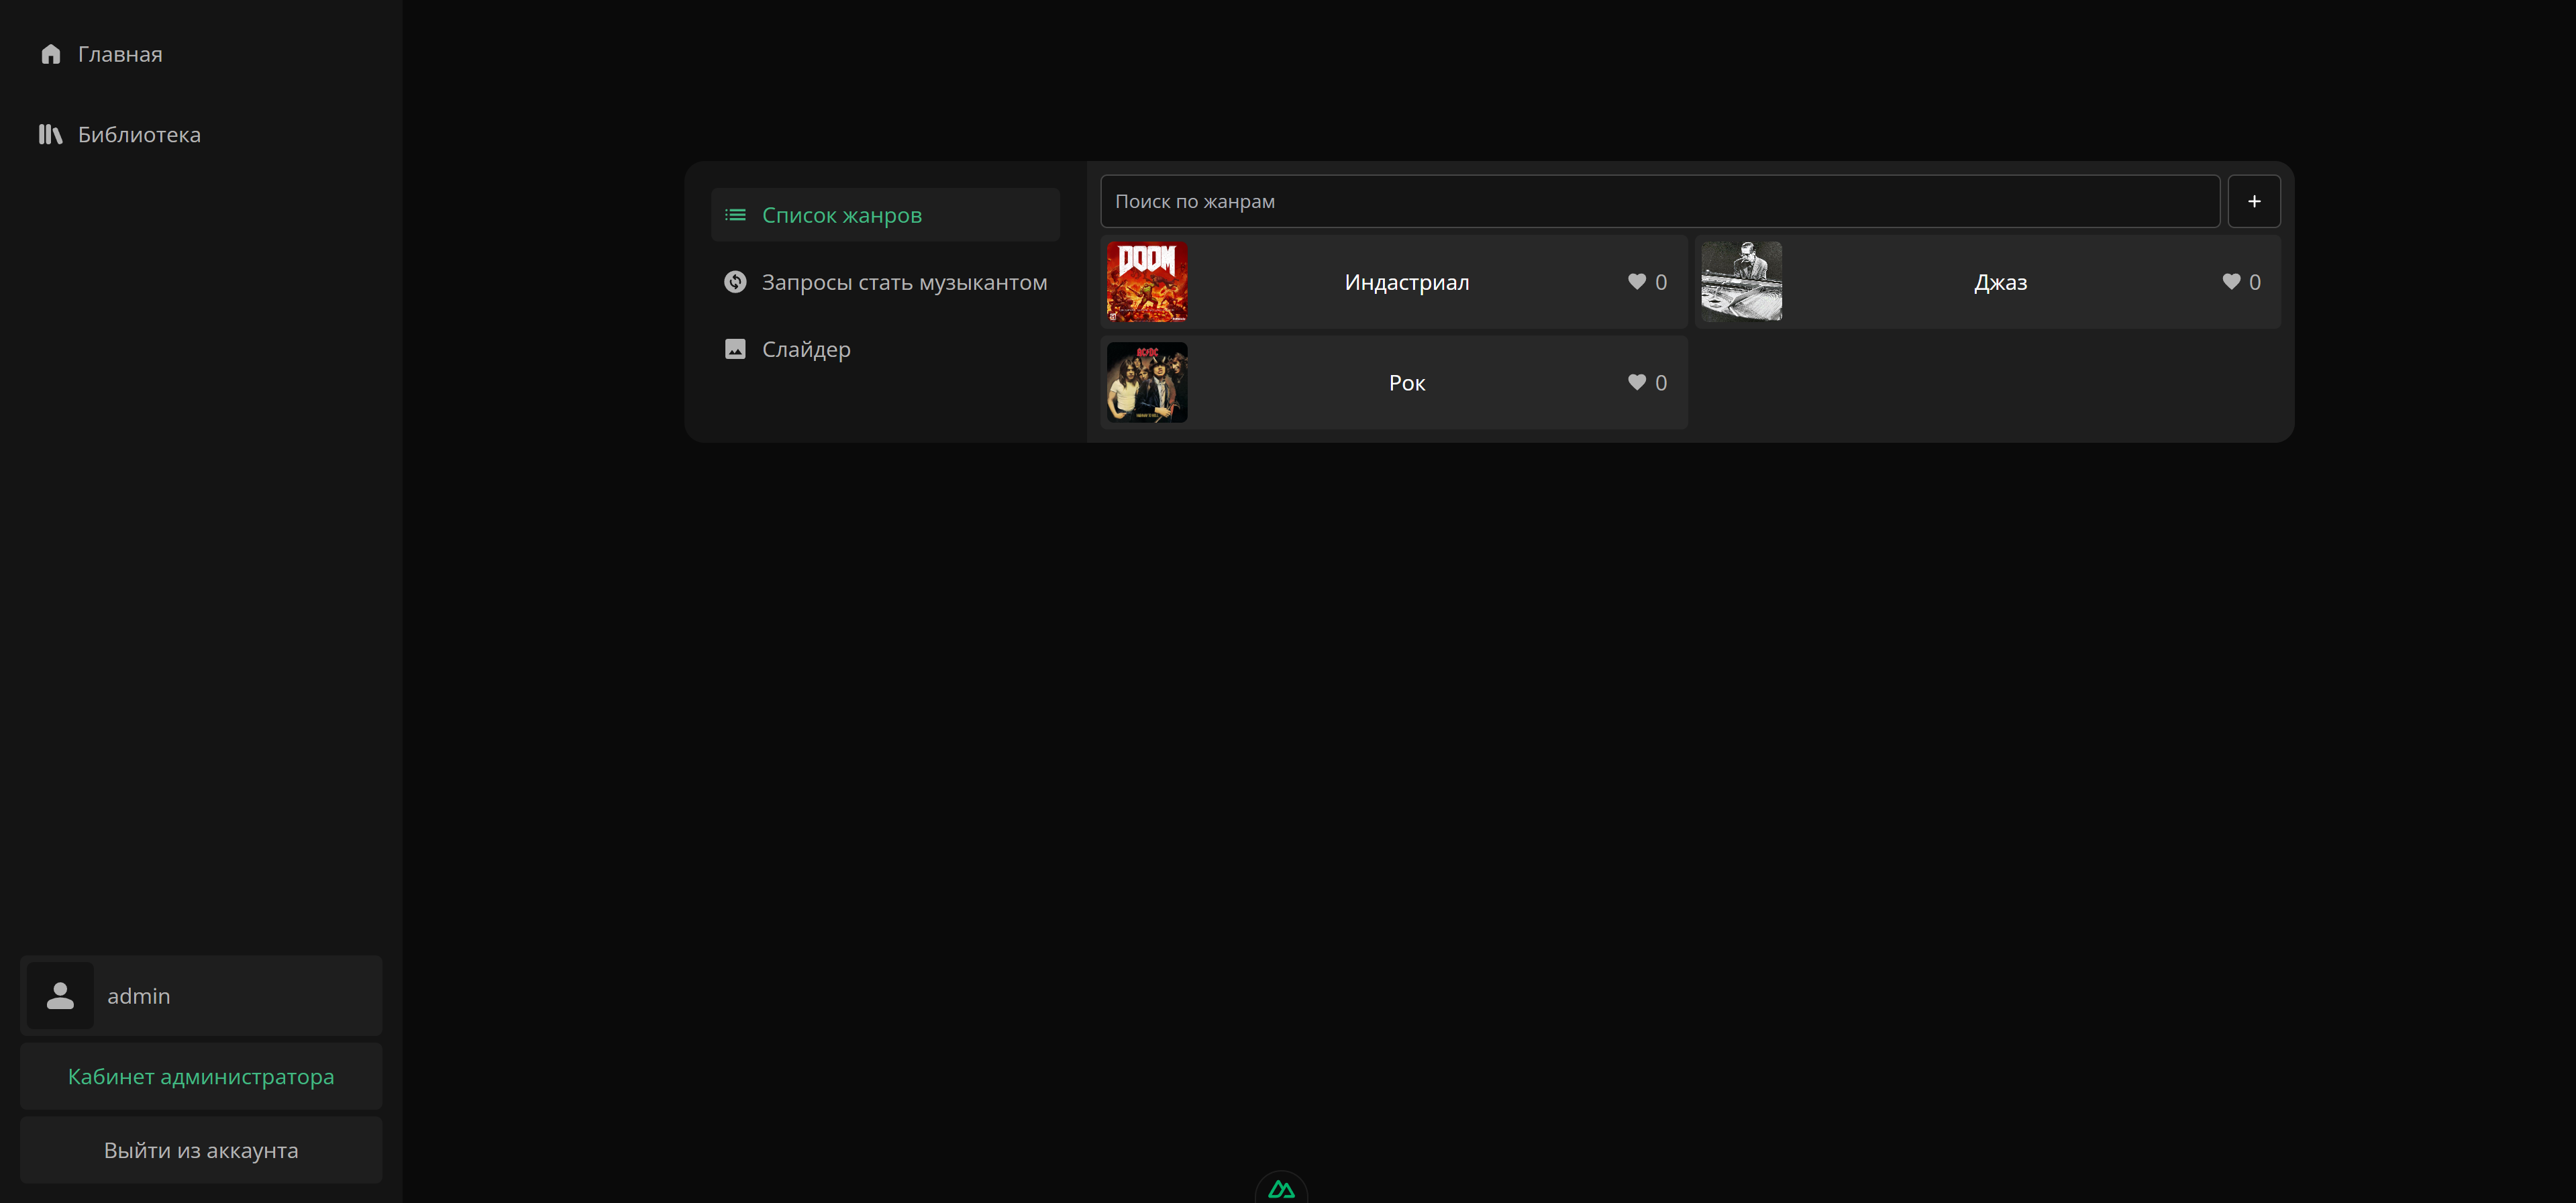 Главная
Библиотека
Список жанров
Запросы стать музыкантом
Слайдер
Поиск по жанрам
+
DOOM
Индастриал
0
Джаз
0
AC/DC
Рок
0
admin
Кабинет администратора
Выйти из аккаунта